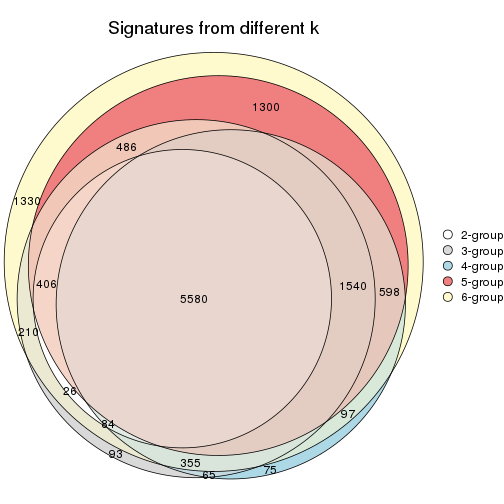 Signatures from different k
1300
486
1330
406
1540
598
5580
210
26
84
97
93
355
65
75
2-group
3-group
4-group
5-group
6-group